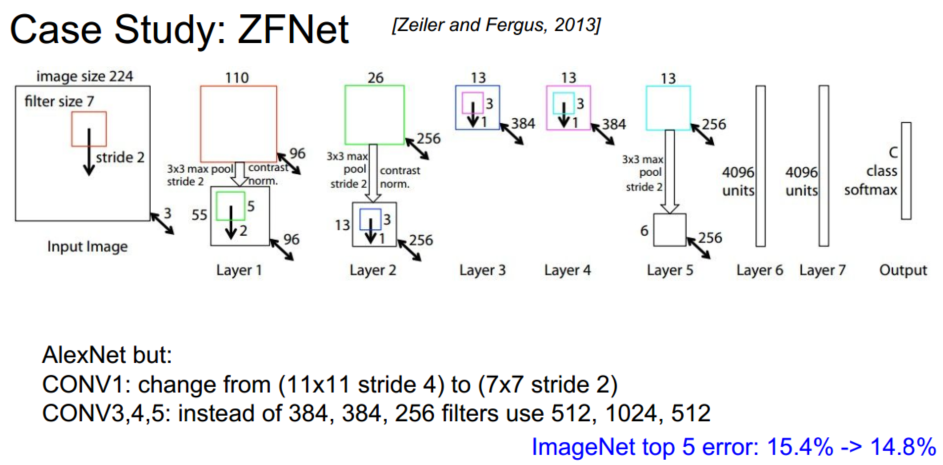 Case Study: ZFNet
[Zeiler and Fergus, 2013]
image size 224
filter size 7
stride 2
3
Input Image
110
96
3x3 max pool
stride 2
contrast
norm.
55
5
2
96
Layer 1
26
256
3x3 max
pool
stride 2
contrast
norm.
13
3
1
256
Layer 2
13
3
1
384
Layer 3
13
3
1
384
Layer 4
13
256
3x3 max
pool
stride 2
6
256
Layer 5
4096
units
Layer 6
4096
units
Layer 7
C
class
softmax
Output
AlexNet but:
CONV1: change from (11x11 stride 4) to (7x7 stride 2)
CONV3,4,5: instead of 384, 384, 256 filters use 512, 1024, 512
ImageNet top 5 error: 15.4% -> 14.8%